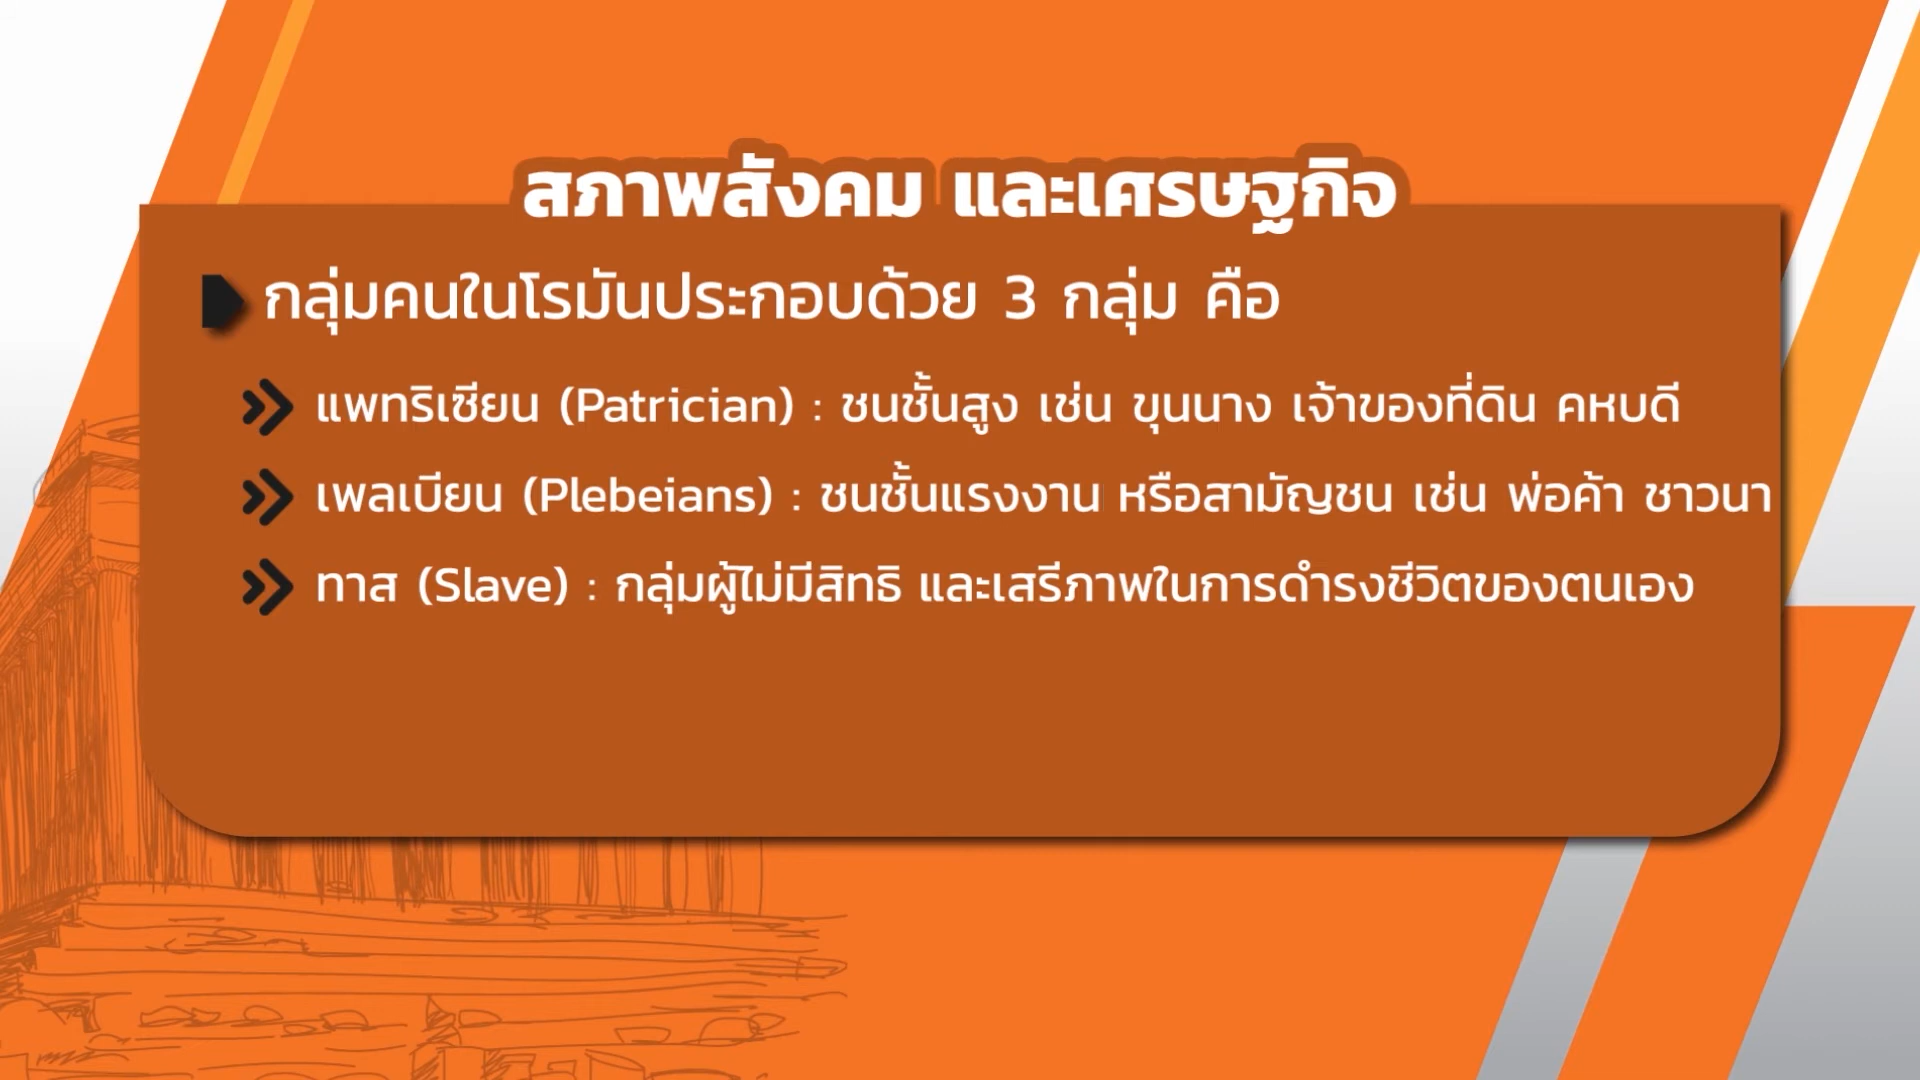 สภาพสังคม และเศรษฐกิจ
กลุ่มคนในโรมันประกอบด้วย 3 กลุ่ม คือ
แพทริเซียน (Patrician) : ชนชั้นสูง เช่น ขุนนาง เจ้าของที่ดิน คหบดี
เพลเบียน (Plebeians) : ชนชั้นแรงงาน หรือสามัญชน เช่น พ่อค้า ชาวนา
ทาส (Slave) : กลุ่มผู้ไม่มีสิทธิ และเสรีภาพในการดำรงชีวิตของตนเอง